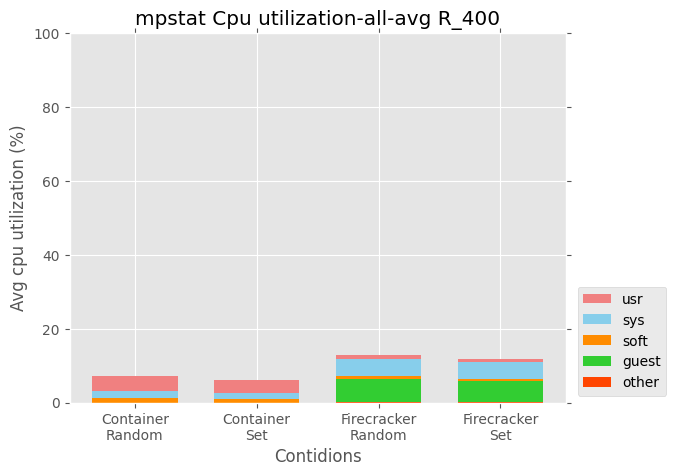 mpstat Cpu utilization-all-avg R_400
Avg cpu utilization (%)
100
80
60
40
20
0
Container
Random
Container
Set
Firecracker
Random
Firecracker
Set
Contidions
usr
sys
soft
guest
other